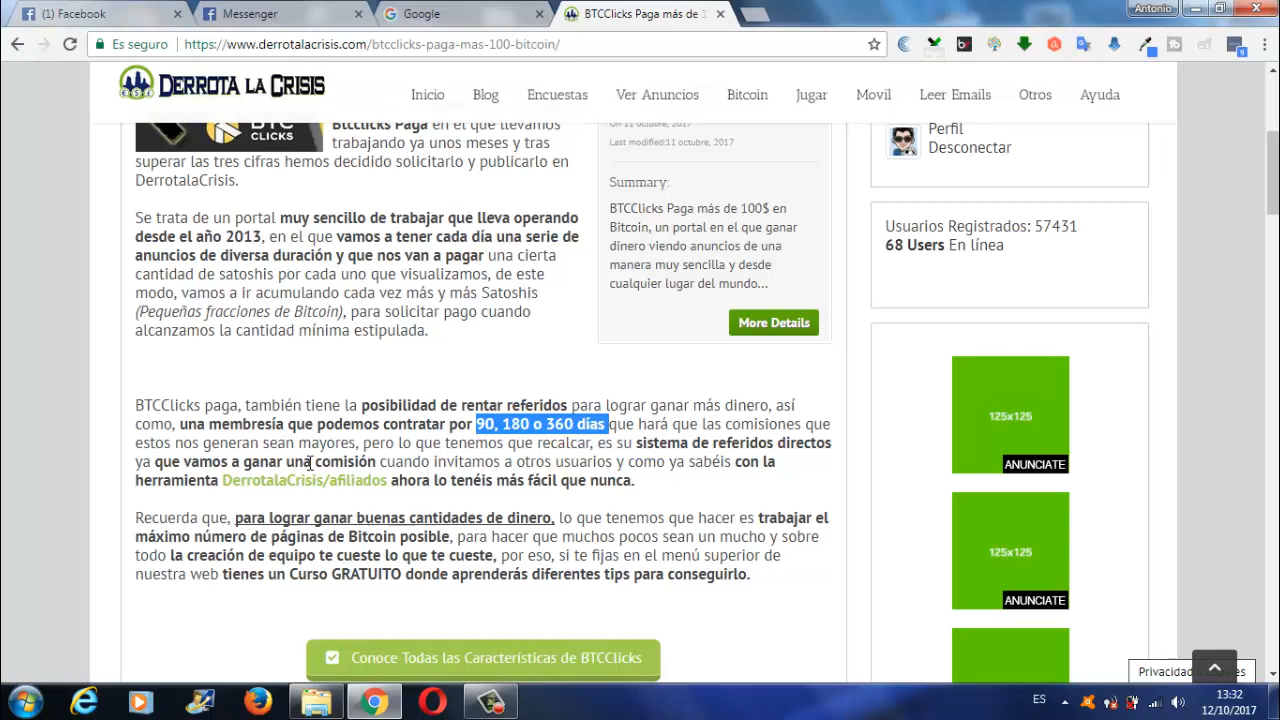 (1) Facebook
Messenger
Google
BTCClicks Paga más de 1
Antonio
Es seguro
https://www.derrotalacrisis.com/btcclicks-paga-mas-100-bitcoin/
DERROTA LA CRISIS
Inicio
Blog
Encuestas
Ver Anuncios
Bitcoin
Jugar
Movil
Leer Emails
Otros
Ayuda
BTC
CLICKS
Btcclicks Paga en el que llevamos
trabajando ya unos meses y tras
superar las tres cifras hemos decidido solicitarlo y publicarlo en
DerrotalaCrisis.
Se trata de un portal muy sencillo de trabajar que lleva operando
desde el año 2013, en el que vamos a tener cada día una serie de
anuncios de diversa duración y que nos van a pagar una cierta
cantidad de satoshis por cada uno que visualizamos, de este
modo, vamos a ir acumulando cada vez más y más Satoshis
(Pequeñas fracciones de Bitcoin), para solicitar pago cuando
alcanzamos la cantidad mínima estipulada.
On 11 octubre, 2017
Last modified:11 octubre, 2017
Summary:
BTCClicks Paga más de 100$ en
Bitcoin, un portal en el que ganar
dinero viendo anuncios de una
manera muy sencilla y desde
cualquier lugar del mundo...
More Details
BTCClicks paga, también tiene la posibilidad de rentar referidos para lograr ganar más dinero, así
como, una membresía que podemos contratar por 90, 180 o 360 días que hará que las comisiones que
estos nos generan sean mayores, pero lo que tenemos que recalcar, es su sistema de referidos directos
ya que vamos a ganar una comisión cuando invitamos a otros usuarios y como ya sabéis con la
herramienta DerrotalaCrisis/afiliados ahora lo tenéis más fácil que nunca.
Recuerda que, para lograr ganar buenas cantidades de dinero, lo que tenemos que hacer es trabajar el
máximo número de páginas de Bitcoin posible, para hacer que muchos pocos sean un mucho y sobre
todo la creación de equipo te cueste lo que te cueste, por eso, si te fijas en el menú superior de
nuestra web tienes un Curso GRATUITO donde aprenderás diferentes tips para conseguirlo.
Conoce Todas las Características de BTCClicks
Perfil
Desconectar
Usuarios Registrados: 57431
68 Users En línea
125x125
ANUNCIATE
125x125
ANUNCIATE
Privacidad
ES
13:32
12/10/2017